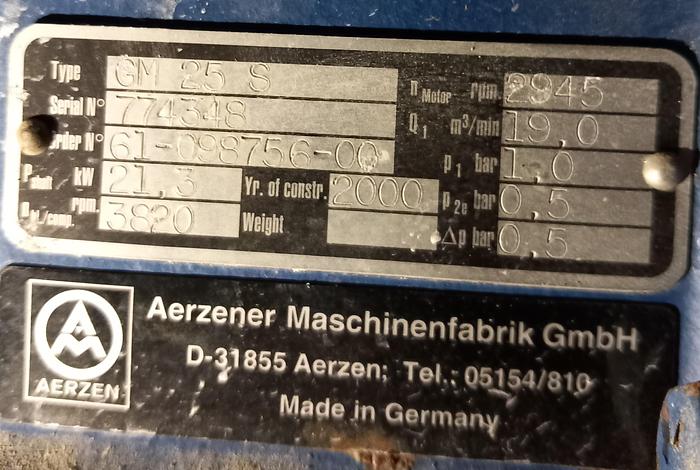 Type GM 25 S
Serial N° 774348
Order N° 61-098756-00
kW 21,3
rpm. 3820
Yr. of constr. 2000
Weight
n Motor rpm 2945
Q1 m³/min 19,0
p1 bar 1,0
p2e bar 0,5
Δp bar 0,5
AERZEN
Aerzener Maschinenfabrik GmbH
D-31855 Aerzen; Tel.: 05154/810
Made in Germany